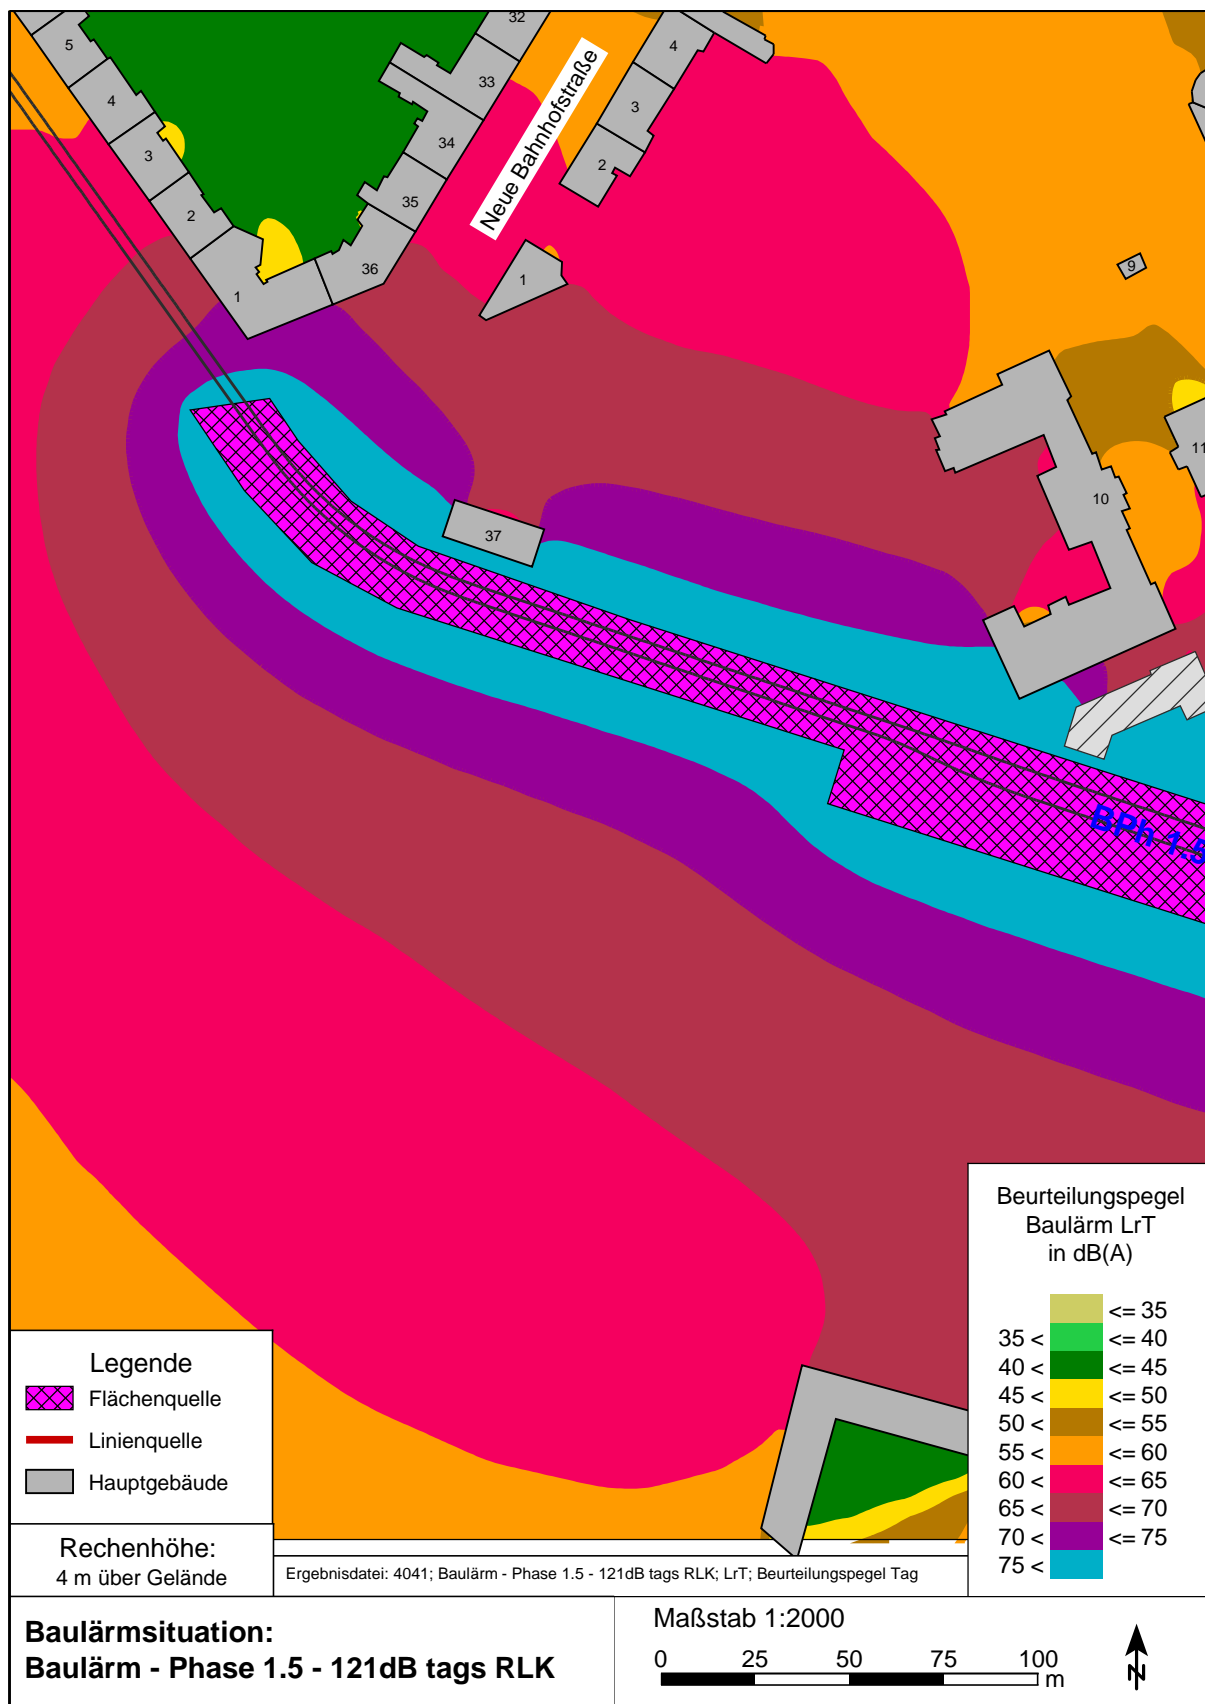 5
4
3
2
1
32
33
34
35
36
Neue Bahnhofstraße
4
3
2
1
9
10
11
37
BPh 1.5
Beurteilungspegel
Baulärm LrT
in dB(A)
<= 35
35 < <= 40
40 < <= 45
45 < <= 50
50 < <= 55
55 < <= 60
60 < <= 65
65 < <= 70
70 < <= 75
75 <
Legende
Flächenquelle
Linienquelle
Hauptgebäude
Rechenhöhe:
4 m über Gelände
Ergebnisdatei: 4041; Baulärm - Phase 1.5 - 121dB tags RLK; LrT; Beurteilungspegel Tag
Baulärmsituation:
Baulärm - Phase 1.5 - 121dB tags RLK
Maßstab 1:2000
0 25 50 75 100
m
N